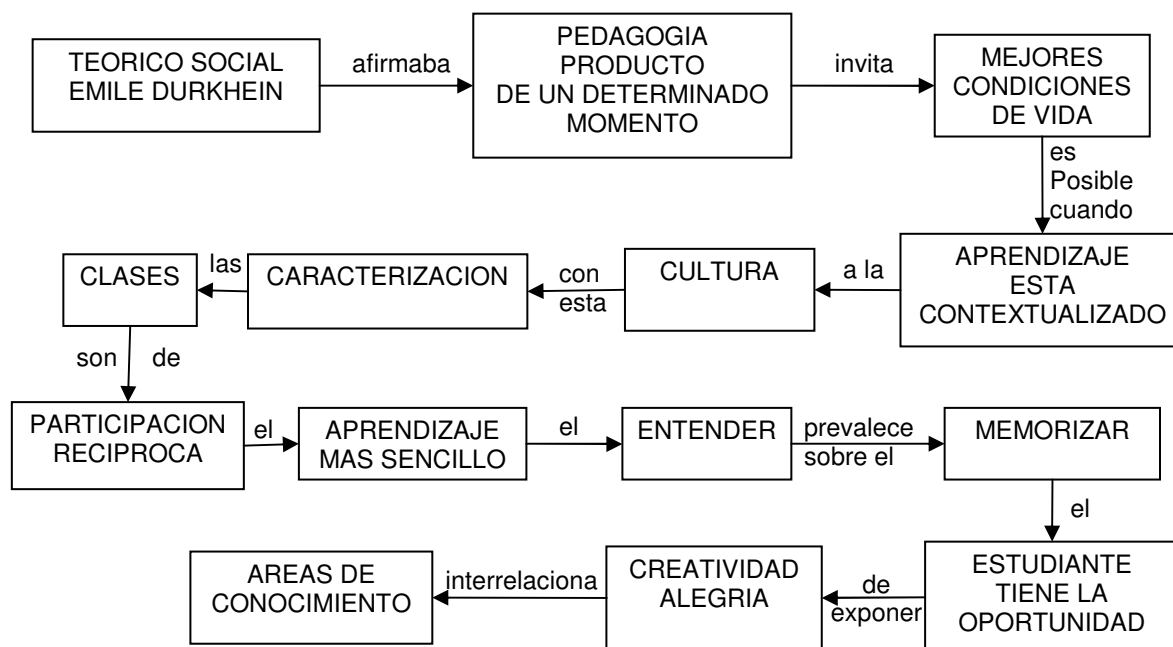 TEORICO SOCIAL
EMILE DURKHEIN
afirmaba
PEDAGOGIA
PRODUCTO
DE UN DETERMINADO
MOMENTO
invita
MEJORES
CONDICIONES
DE VIDA
es
Posible
cuando
APRENDIZAJE
ESTA
CONTEXTUALIZADO
a la
CULTURA
con
esta
CARACTERIZACION
las
CLASES
son de
PARTICIPACION
RECIPROCA
el
APRENDIZAJE
MAS SENCILLO
el
ENTENDER
prevalece
sobre el
MEMORIZAR
el
ESTUDIANTE
TIENE LA
OPORTUNIDAD
de
exponer
CREATIVIDAD
ALEGRIA
interrelaciona
AREAS DE
CONOCIMIENTO